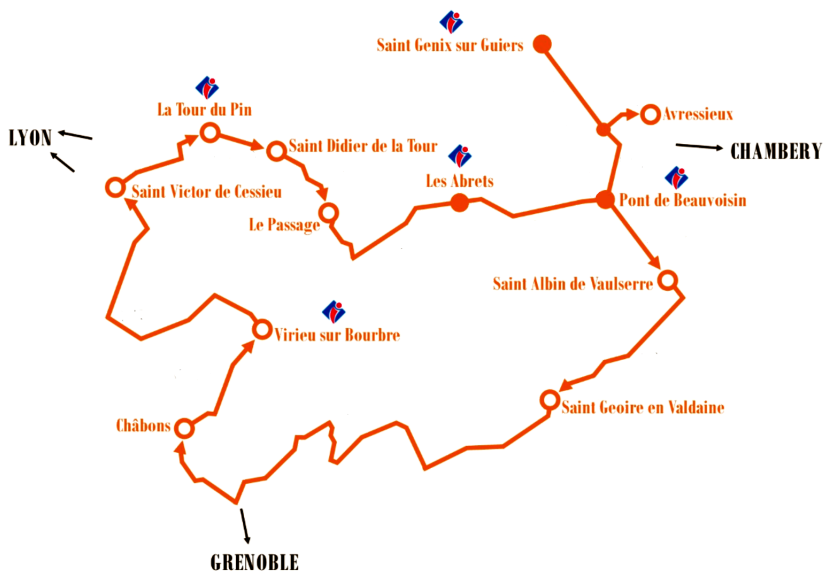 Saint Genix sur Guiers
La Tour du Pin
Avressieux
LYON
Saint Didier de la Tour
CHAMBERY
Les Abrets
Saint Victor de Cessieu
Pont de Beauvoisin
Le Passage
Saint Albin de Vaulserre
Virieu sur Bourbre
Saint Geoire en Valdaine
Châbons
GRENOBLE